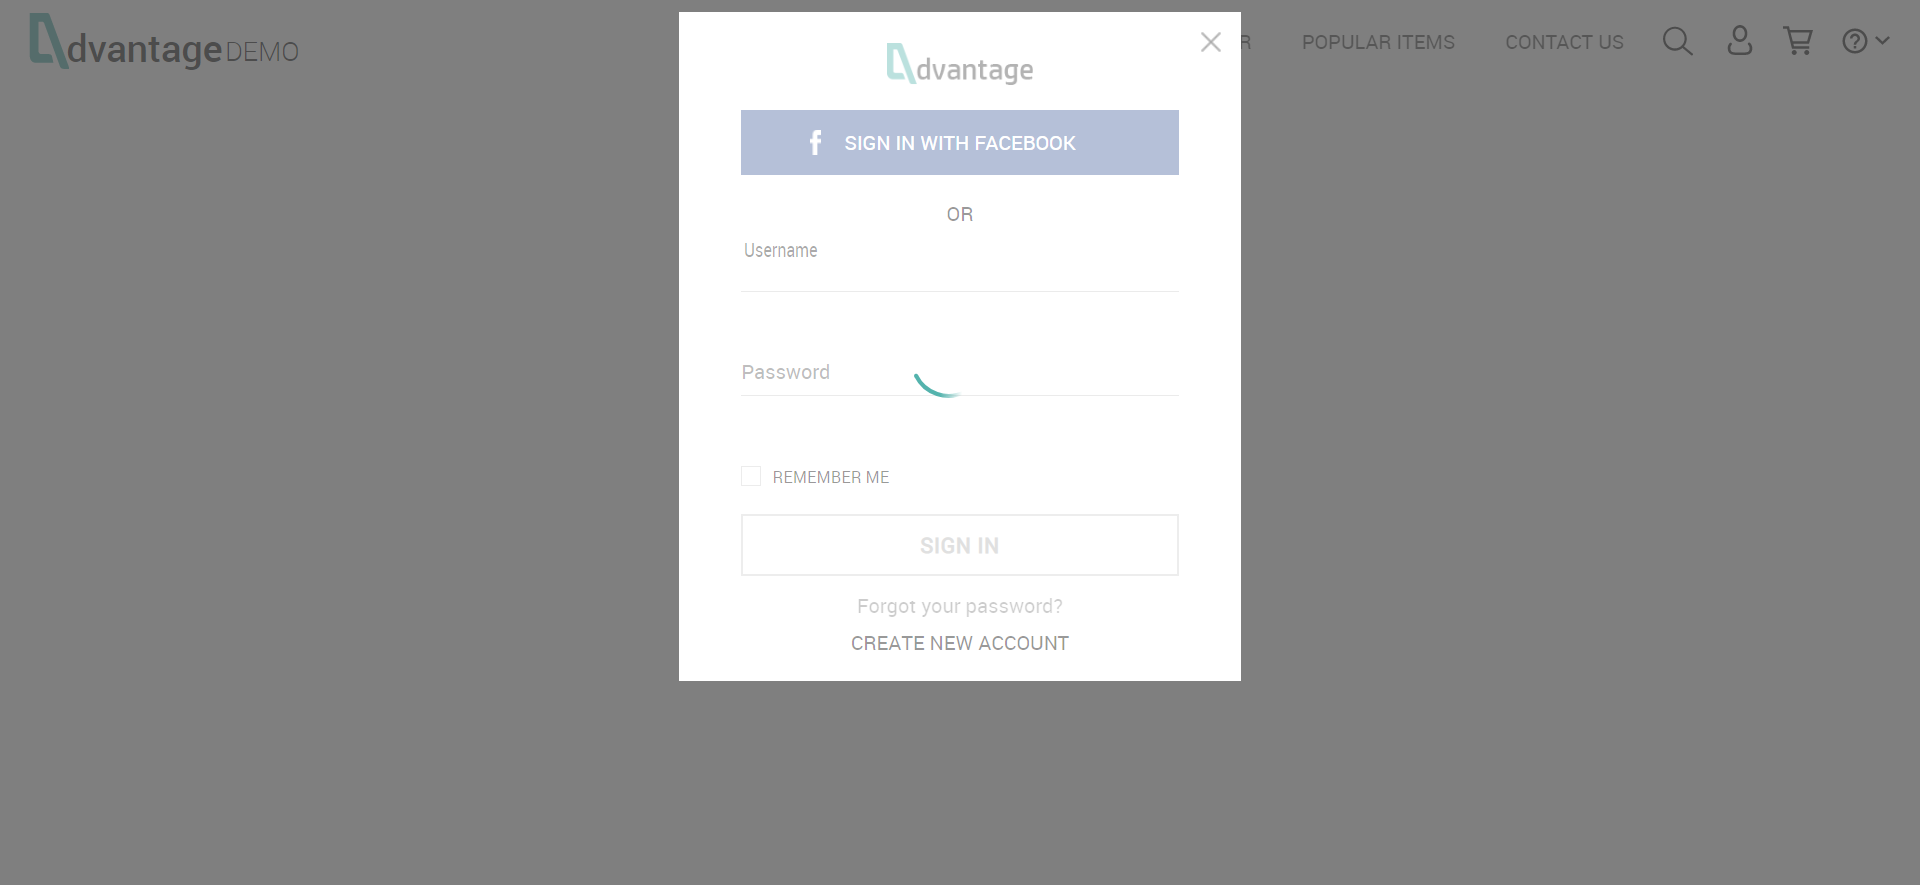 dvantage DEMO
R
POPULAR ITEMS
CONTACT US
dvantage
SIGN IN WITH FACEBOOK
OR
Username
Password
REMEMBER ME
SIGN IN
Forgot your password?
CREATE NEW ACCOUNT